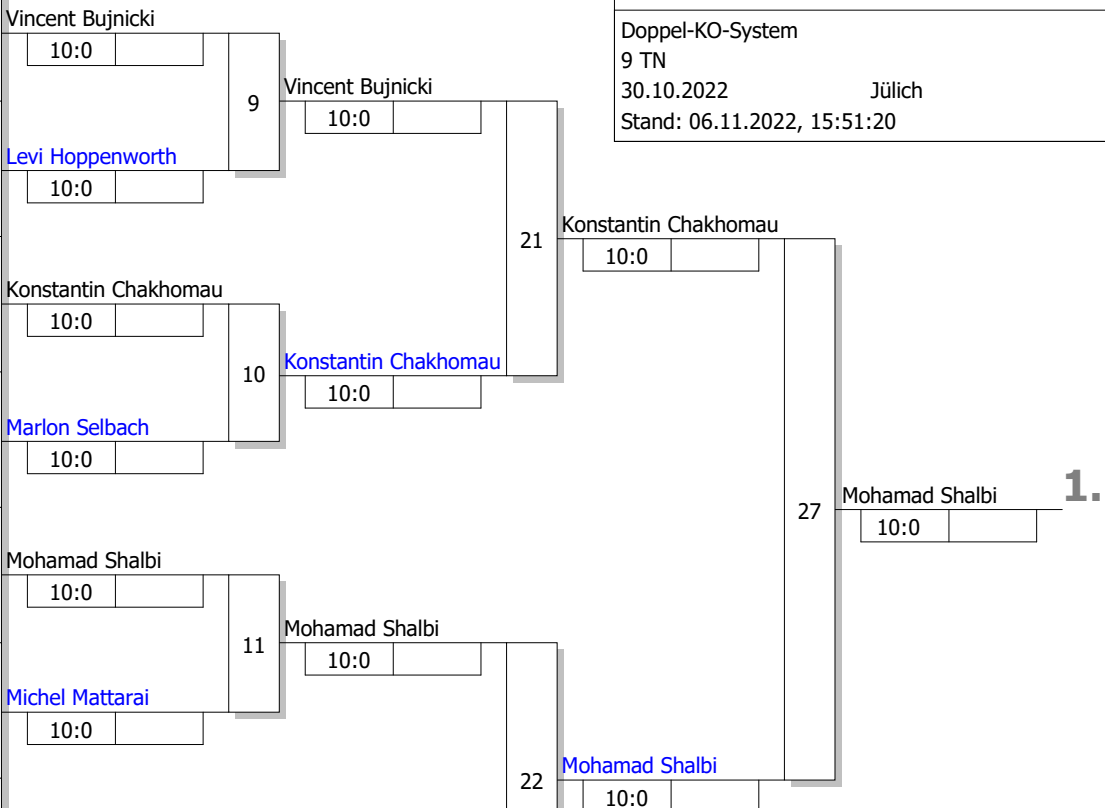 Vincent Bujnicki
10:0
Doppel-KO-System
9 TN
30.10.2022 Jülich
Stand: 06.11.2022, 15:51:20
9
Vincent Bujnicki
10:0
Levi Hoppenworth
10:0
21
Konstantin Chakhomau
10:0
Konstantin Chakhomau
10:0
10
Konstantin Chakhomau
10:0
Marlon Selbach
10:0
27
Mohamad Shalbi
1.
10:0
Mohamad Shalbi
10:0
11
Mohamad Shalbi
10:0
Michel Mattarai
10:0
22
Mohamad Shalbi
10:0